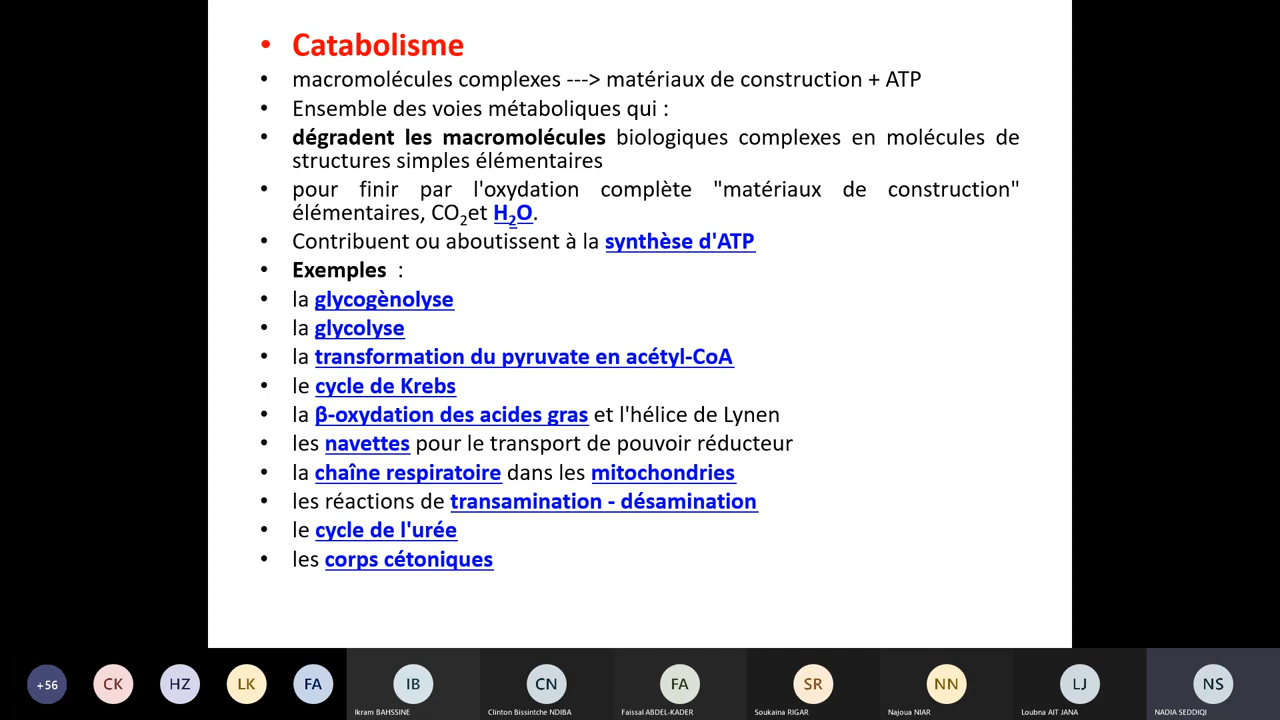 • Catabolisme
• macromolécules complexes ---> matériaux de construction + ATP
• Ensemble des voies métaboliques qui :
• dégradent les macromolécules biologiques complexes en molécules de
structures simples élémentaires
• pour finir par l'oxydation complète "matériaux de construction"
élémentaires, CO₂et H₂O.
• Contribuent ou aboutissent à la synthèse d'ATP
• Exemples :
• la glycogènolyse
• la glycolyse
• la transformation du pyruvate en acétyl-CoA
• le cycle de Krebs
• la β-oxydation des acides gras et l'hélice de Lynen
• les navettes pour le transport de pouvoir réducteur
• la chaîne respiratoire dans les mitochondries
• les réactions de transamination - désamination
• le cycle de l'urée
• les corps cétoniques
+56 CK HZ LK FA IB CN FA SR NN LJ NS
Ikram BAHSSINE Clinton Bissintche NDIBA Faissal ABDEL-KADER Soukaina RIGAR Najoua NIAR Loubna AIT JANA NADIA SEDDIQI